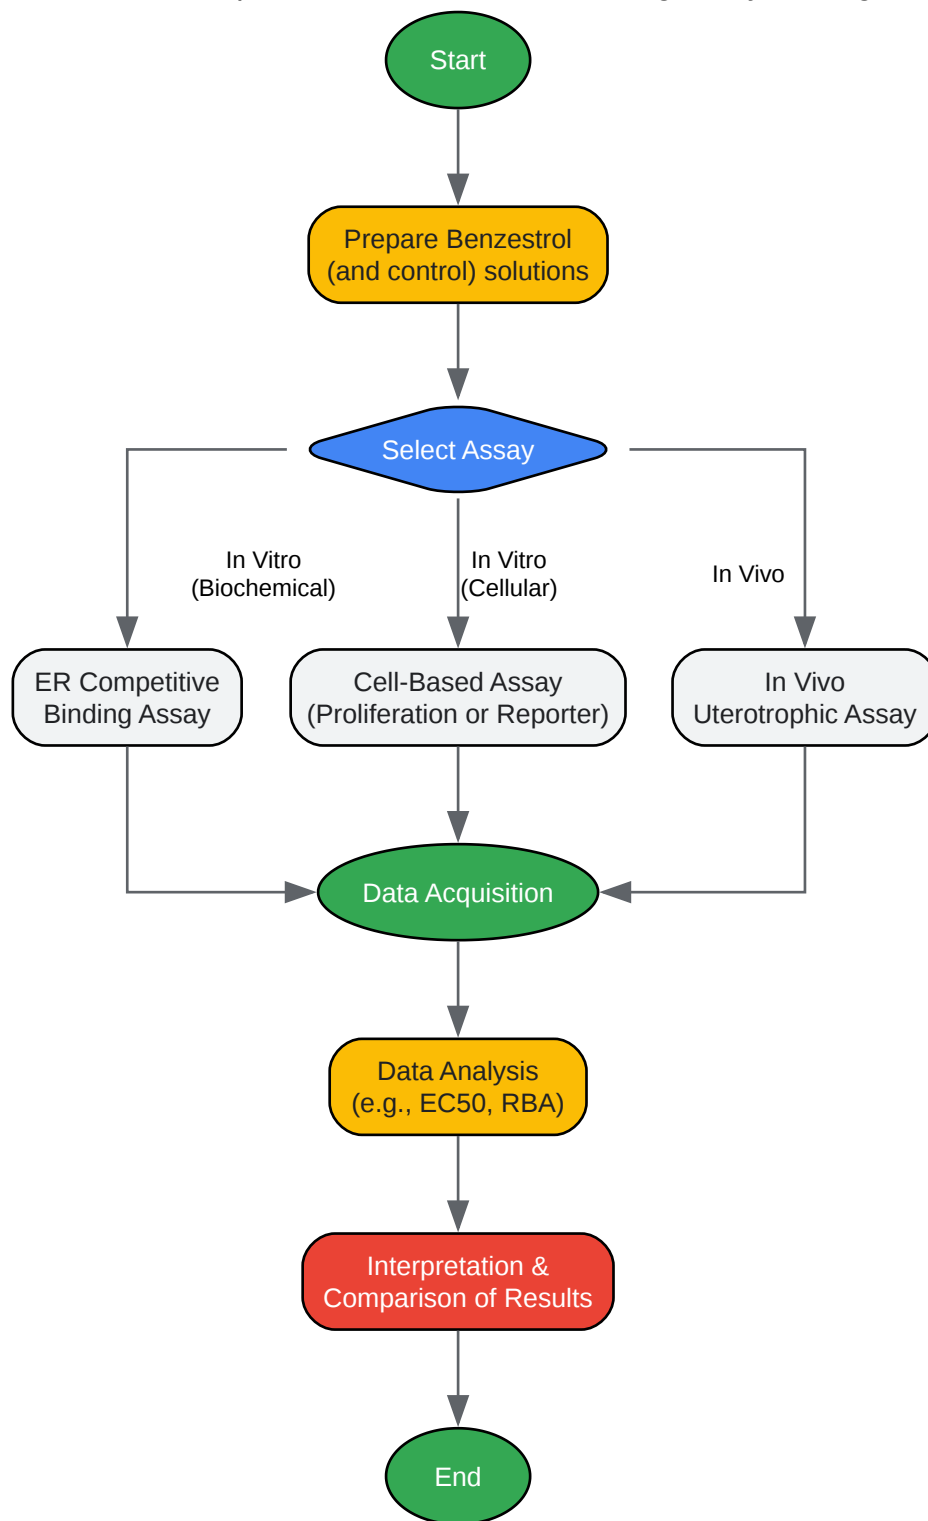 Start
Prepare Benzestrol
(and control) solutions
Select Assay
In Vitro
(Biochemical)
In Vitro
(Cellular)
In Vivo
ER Competitive
Binding Assay
Cell-Based Assay
(Proliferation or Reporter)
In Vivo
Uterotrophic Assay
Data Acquisition
Data Analysis
(e.g., EC50, RBA)
Interpretation &
Comparison of Results
End